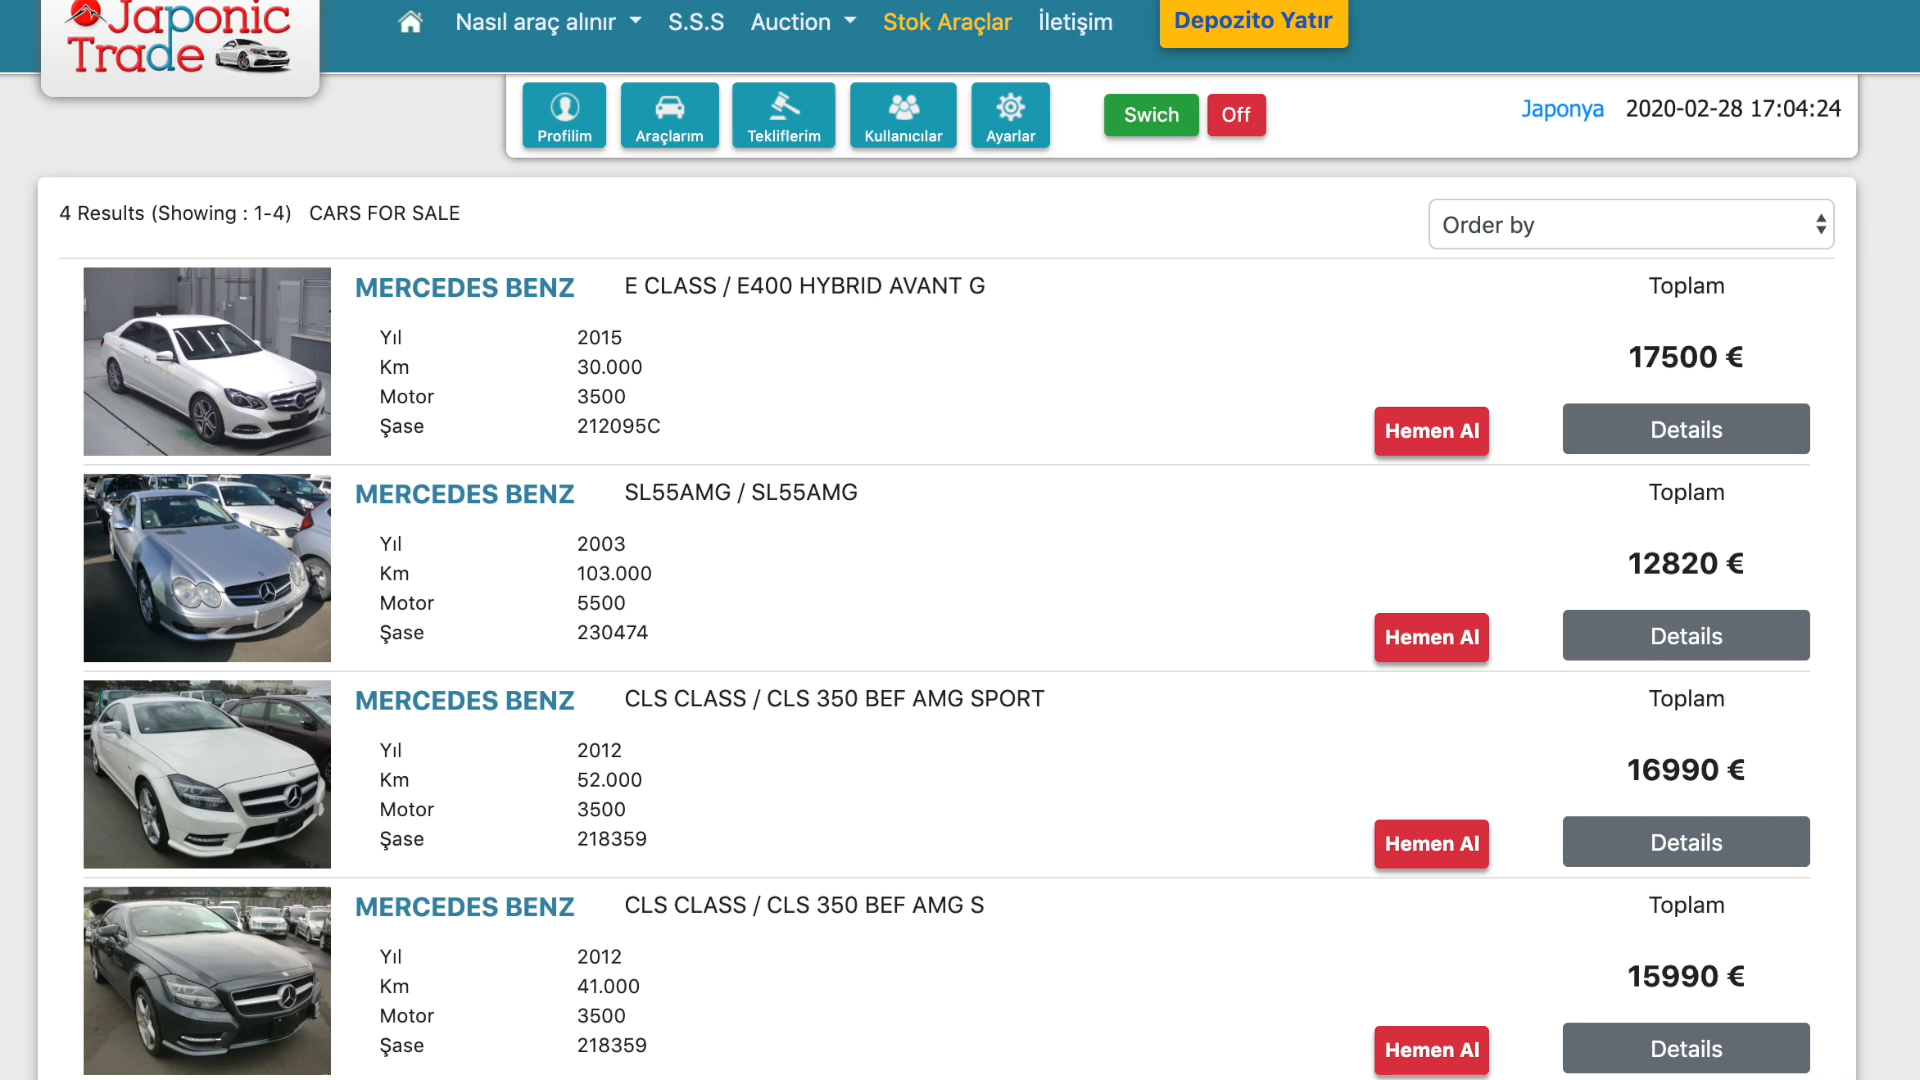 Japonic
Trade
Nasıl araç alınır
S.S.S
Auction
Stok Araçlar
İletişim
Depozito Yatır
Profilim
Araçlarım
Tekliflerim
Kullanıcılar
Ayarlar
Swich
Off
Japonya 2020-02-28 17:04:24
4 Results (Showing : 1-4) CARS FOR SALE
Order by
MERCEDES BENZ E CLASS / E400 HYBRID AVANT G
Toplam
Yıl 2015
Km 30.000
Motor 3500
Şase 212095C
17500 €
Hemen Al
Details
MERCEDES BENZ SL55AMG / SL55AMG
Toplam
Yıl 2003
Km 103.000
Motor 5500
Şase 230474
12820 €
Hemen Al
Details
MERCEDES BENZ CLS CLASS / CLS 350 BEF AMG SPORT
Toplam
Yıl 2012
Km 52.000
Motor 3500
Şase 218359
16990 €
Hemen Al
Details
MERCEDES BENZ CLS CLASS / CLS 350 BEF AMG S
Toplam
Yıl 2012
Km 41.000
Motor 3500
Şase 218359
15990 €
Hemen Al
Details